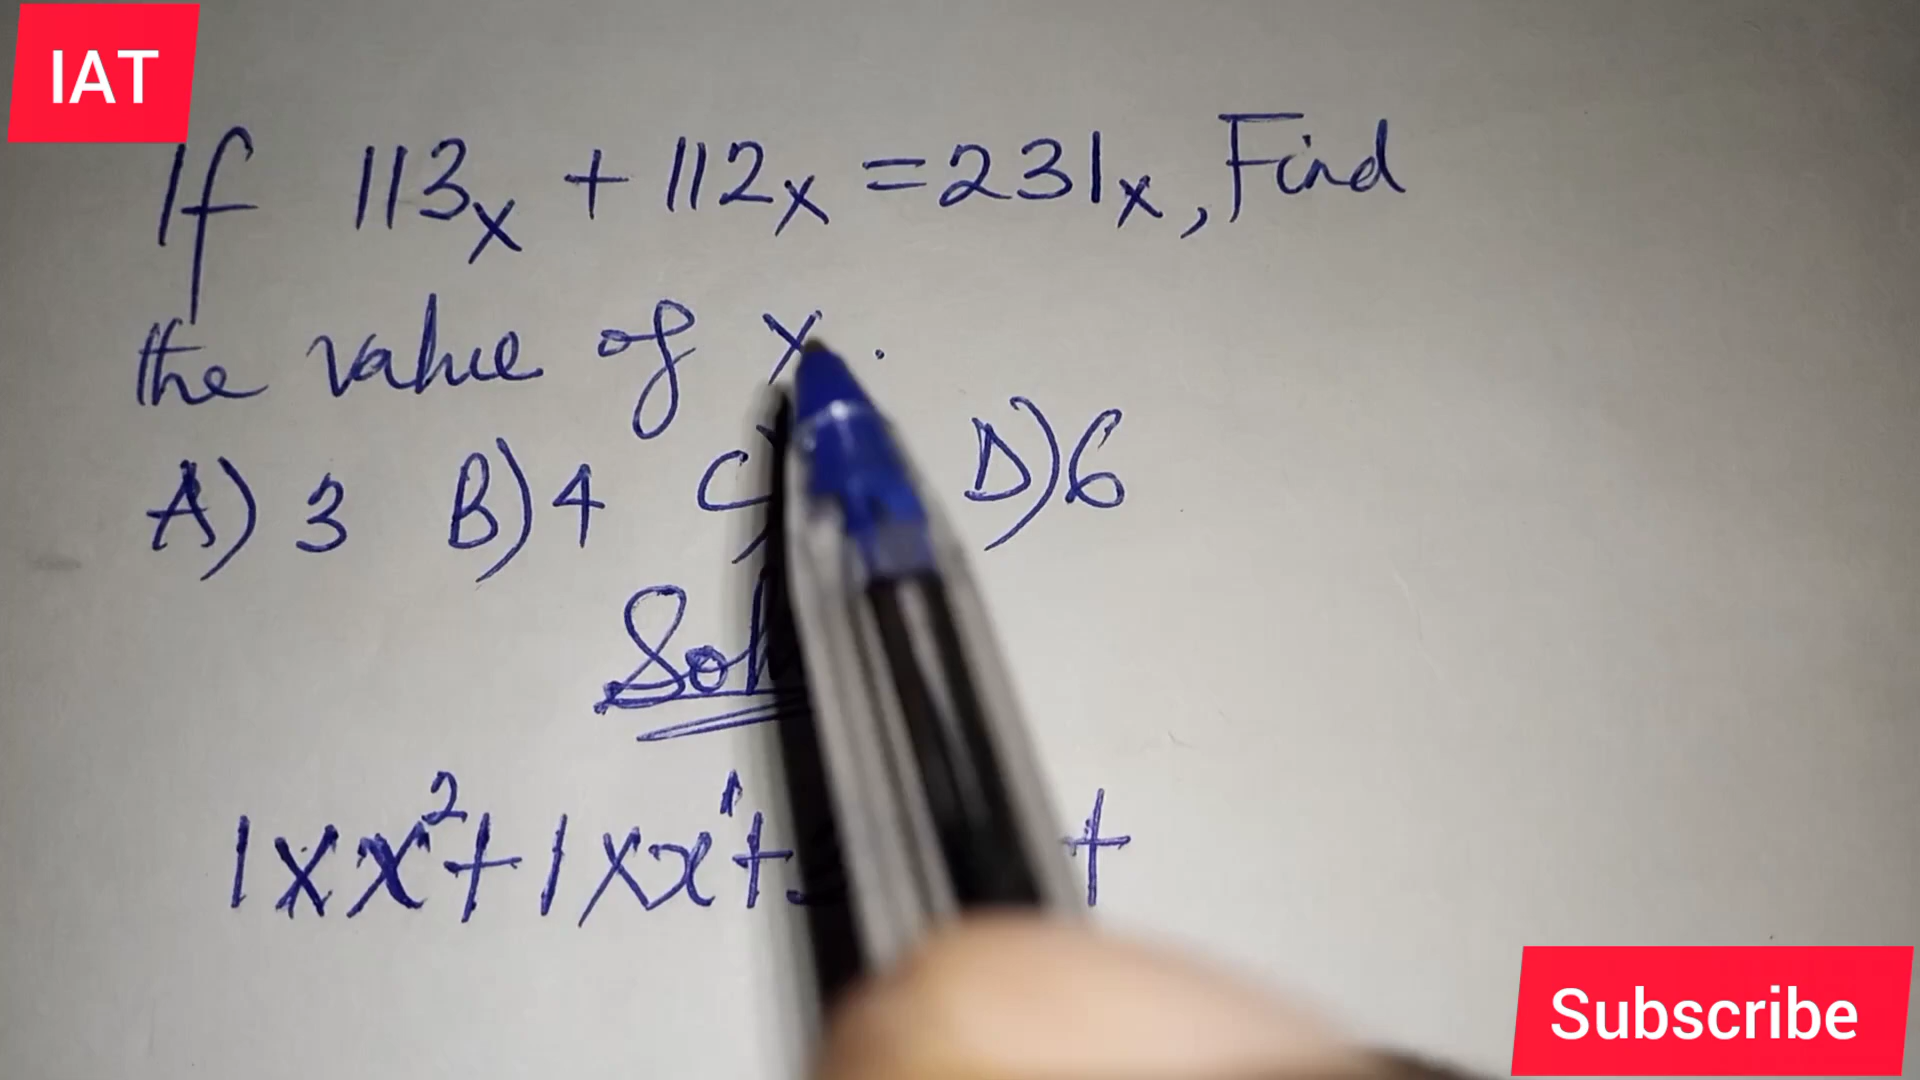 IAT
If 113ₓ + 112ₓ = 231ₓ, Find
the value of x.
A) 3 B) 4 C) D) 6
1×x² + 1×x¹ + +
Subscribe